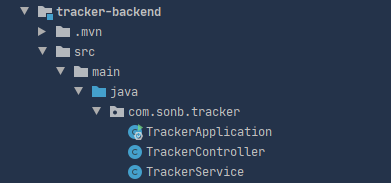 tracker-backend
.mvn
src
main
java
com.sonb.tracker
TrackerApplication
TrackerController
TrackerService